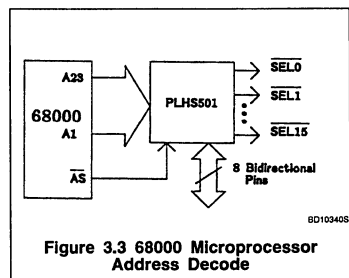 A23
68000
A1
AS
PLHS501
SEL0
SEL1
SEL15
8 Bidirectional
Pins
BD10340S
Figure 3.3 68000 Microprocessor
Address Decode